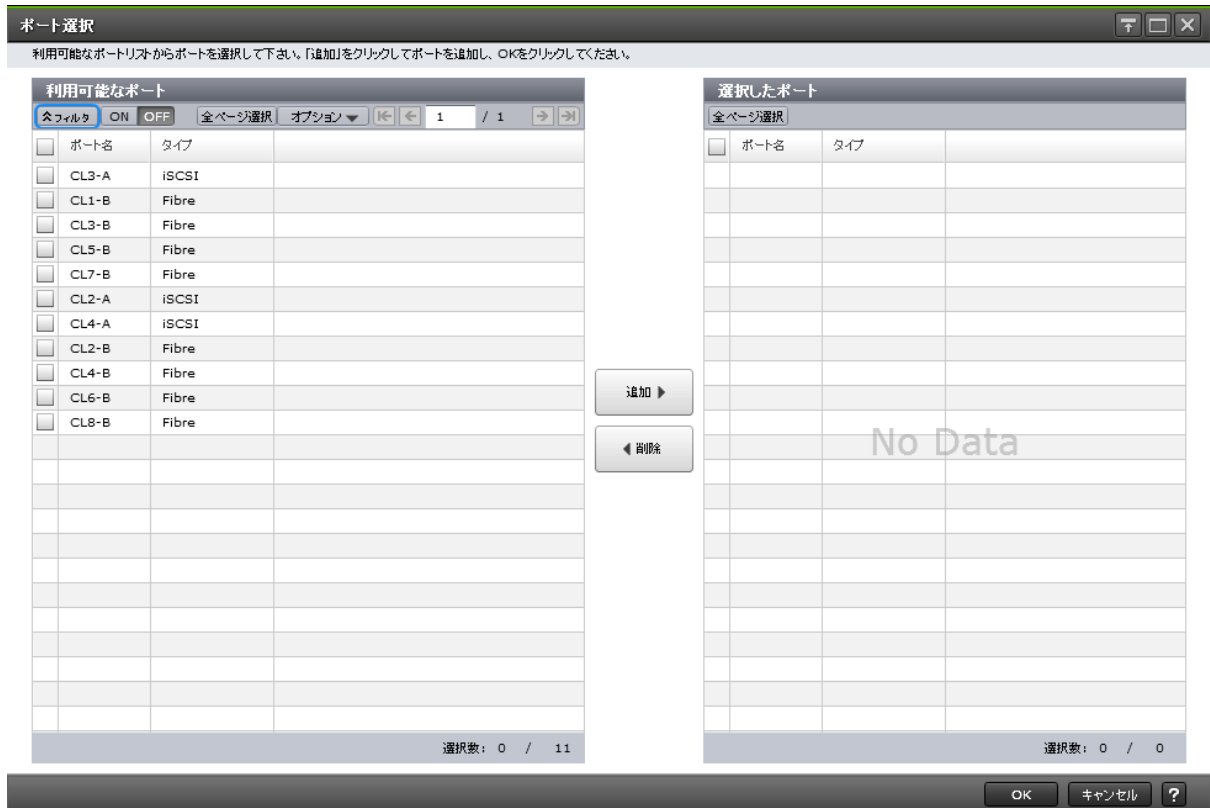 ポート選択
利用可能なポートリストからポートを選択して下さい。「追加」をクリックしてポートを追加し、OKをクリックしてください。
利用可能なポート
フィルタ ON OFF 全ページ選択 オプション 1 / 1
ポート名 タイプ
CL3-A iSCSI
CL1-B Fibre
CL3-B Fibre
CL5-B Fibre
CL7-B Fibre
CL2-A iSCSI
CL4-A iSCSI
CL2-B Fibre
CL4-B Fibre
CL6-B Fibre
CL8-B Fibre
選択数: 0 / 11
追加
削除
選択したポート
全ページ選択
ポート名 タイプ
No Data
選択数: 0 / 0
OK キャンセル ?